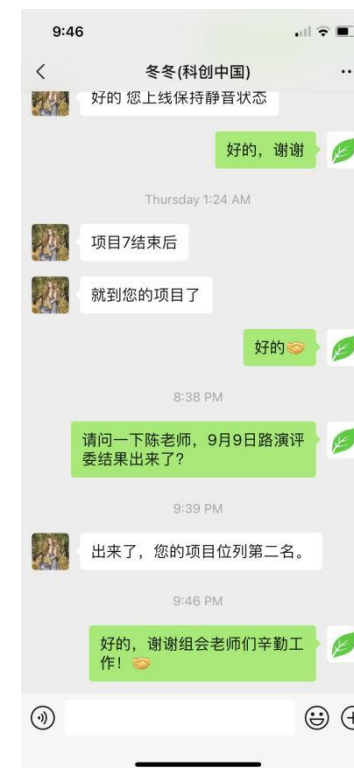 9:46
冬冬(科创中国)
好的 您上线保持静音状态
好的，谢谢
Thursday 1:24 AM
项目7结束后
就到您的项目了
好的🤝
8:38 PM
请问一下陈老师，9月9日路演评
委结果出来了?
9:39 PM
出来了，您的项目位列第二名。
9:46 PM
好的，谢谢组会老师们辛勤工
作！🤝